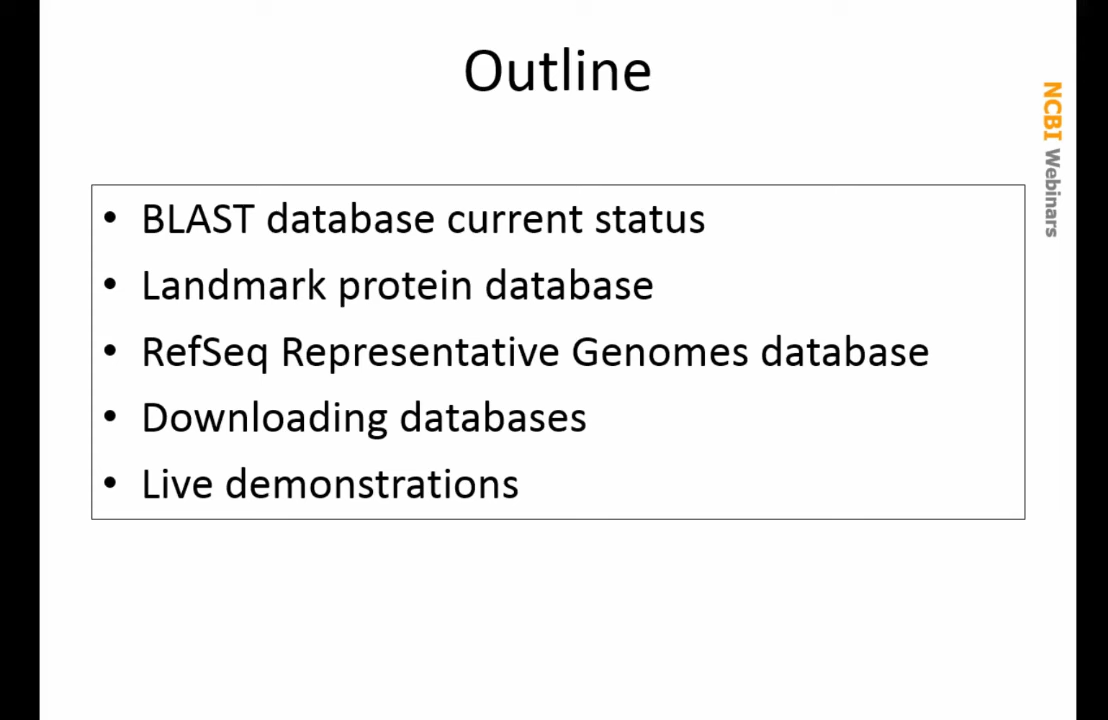 Outline
• BLAST database current status
• Landmark protein database
• RefSeq Representative Genomes database
• Downloading databases
• Live demonstrations
NCBI Webinars